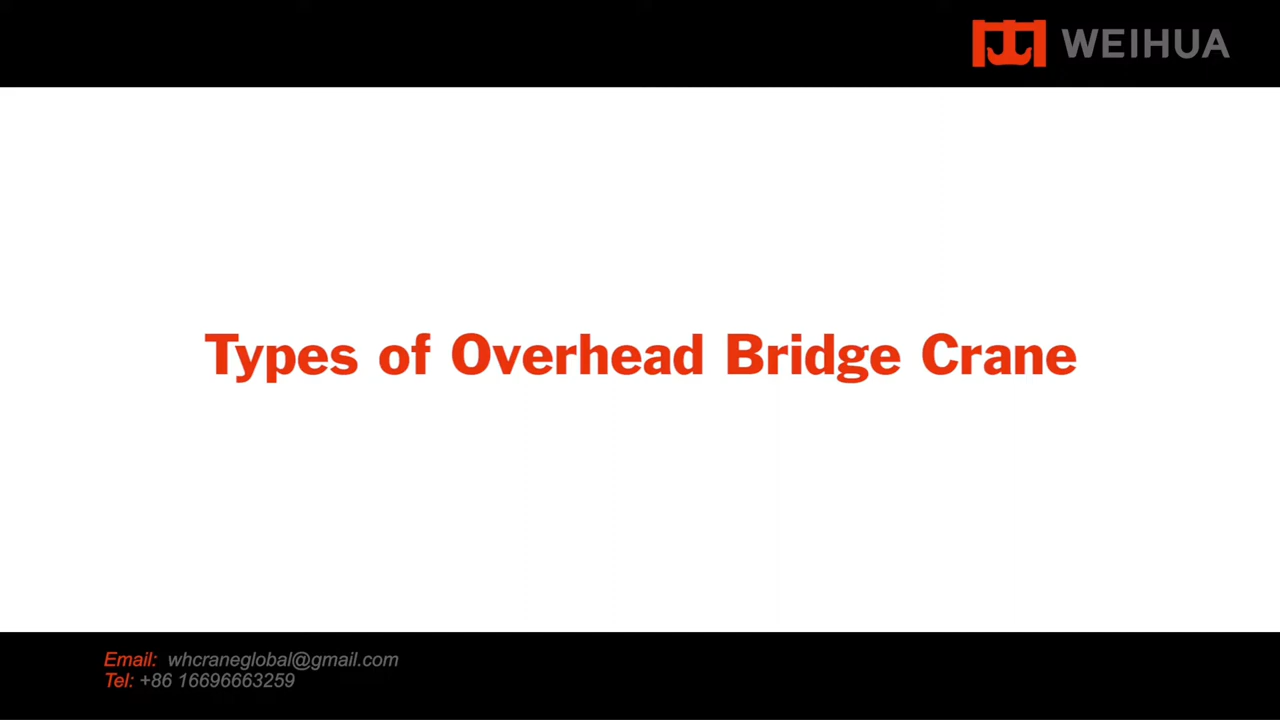 WEIHUA
Types of Overhead Bridge Crane
Email: whcraneglobal@gmail.com
Tel: +86 16696663259